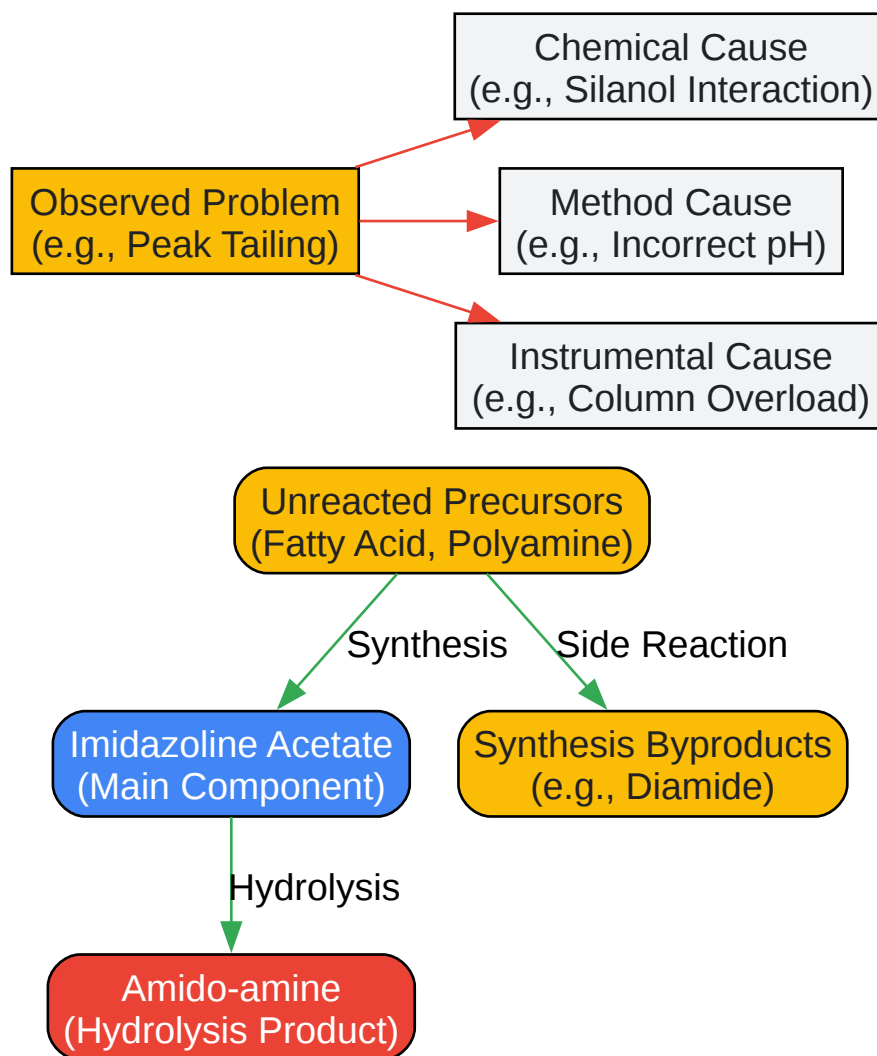 Chemical Cause
(e.g., Silanol Interaction)
Observed Problem
(e.g., Peak Tailing)
Method Cause
(e.g., Incorrect pH)
Instrumental Cause
(e.g., Column Overload)
Unreacted Precursors
(Fatty Acid, Polyamine)
Synthesis
Side Reaction
Imidazoline Acetate
(Main Component)
Synthesis Byproducts
(e.g., Diamide)
Hydrolysis
Amido-amine
(Hydrolysis Product)